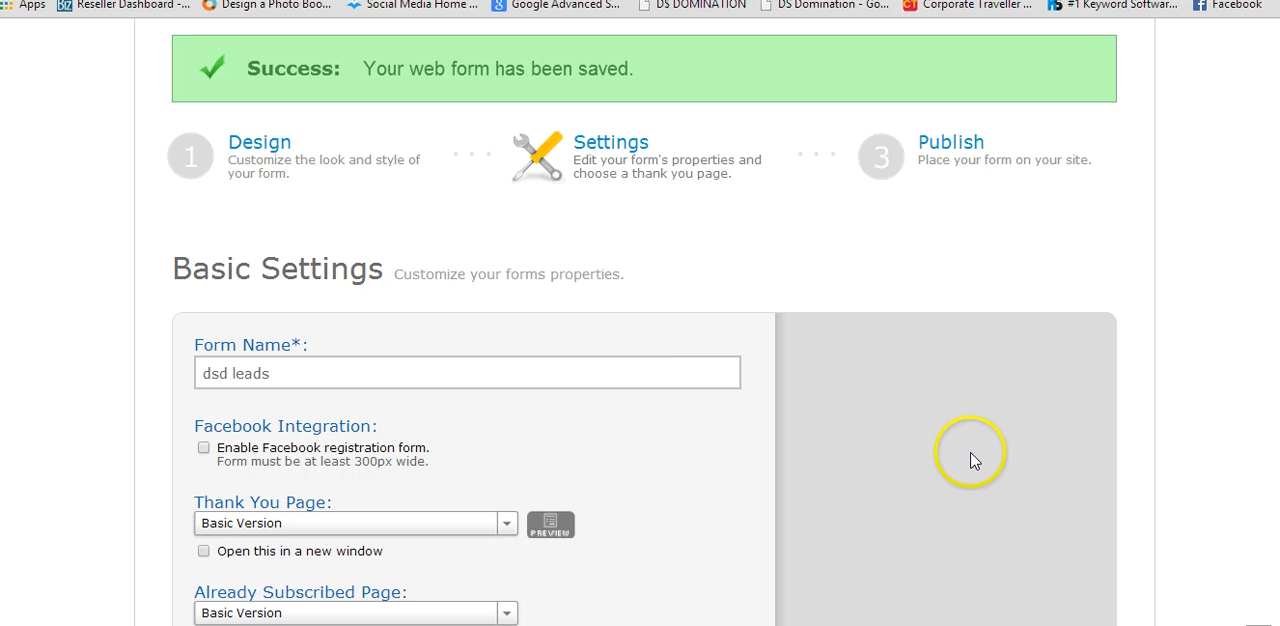 Apps Reseller Dashboard -... Design a Photo Boo... Social Media Home ... Google Advanced S... DS DOMINATION DS Domination - Go... Corporate Traveller ... #1 Keyword Softwar... Facebook
Success: Your web form has been saved.
1 Design Settings 3 Publish
Customize the look and style of Edit your form's properties and Place your form on your site.
your form. choose a thank you page.
Basic Settings Customize your forms properties.
Form Name*:
dsd leads
Facebook Integration:
Enable Facebook registration form.
Form must be at least 300px wide.
Thank You Page:
Basic Version PREVIEW
Open this in a new window
Already Subscribed Page:
Basic Version